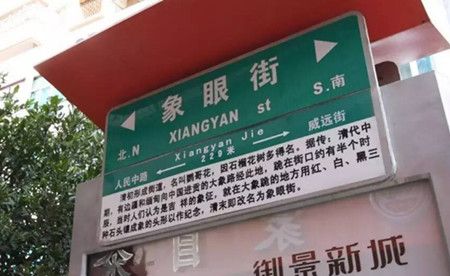 象眼街
北.N XIANGYAN st S.南
Xiangyan Jie
人民中路 229米 威远街
清初形成街道，名叫鹦哥花，因石榴花树多得名。据传：清代中
期，有边疆和缅甸向中国进贡的大象路经此地，跪在街口约有半个时
辰，当时人们认为是吉祥的象征，就在大象跪的地方用红、白、黑三
种石头镶成象的头形以作纪念，清末即改名为象眼街。
街景新城